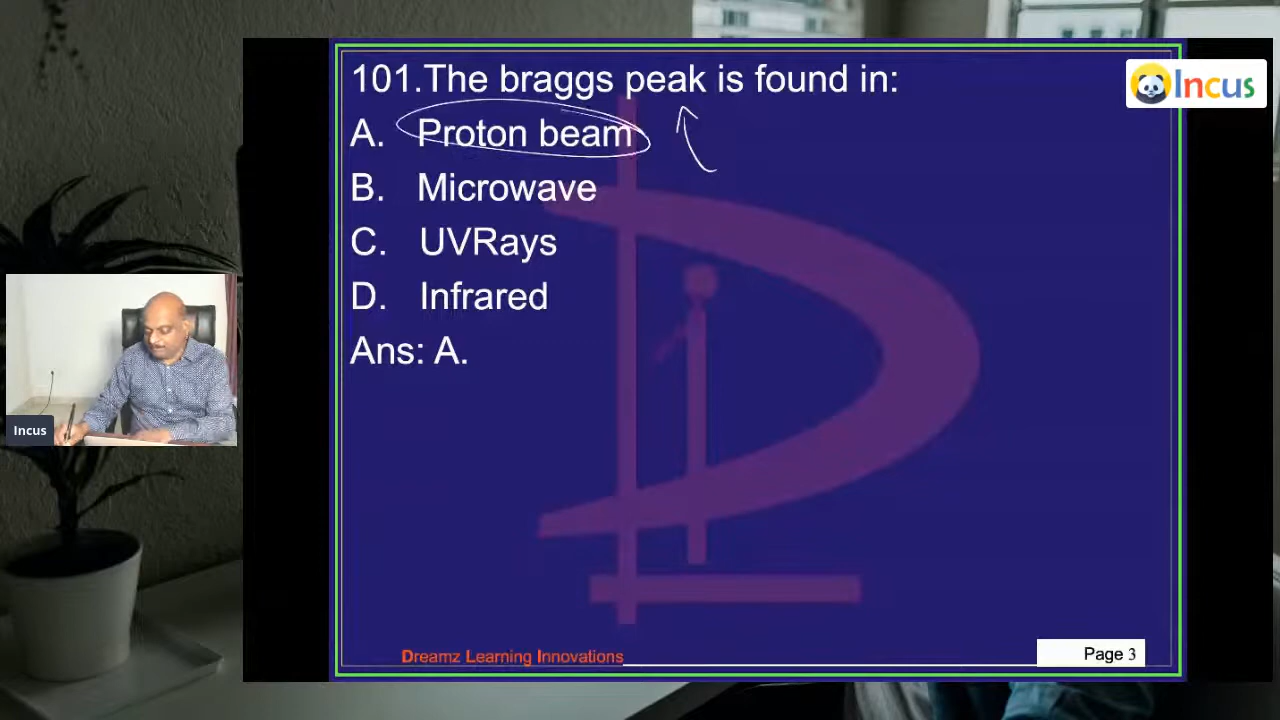 101.The braggs peak is found in:
A. Proton beam
B. Microwave
C. UVRays
D. Infrared
Ans: A.
Incus
Incus
Dreamz Learning Innovations
Page 3